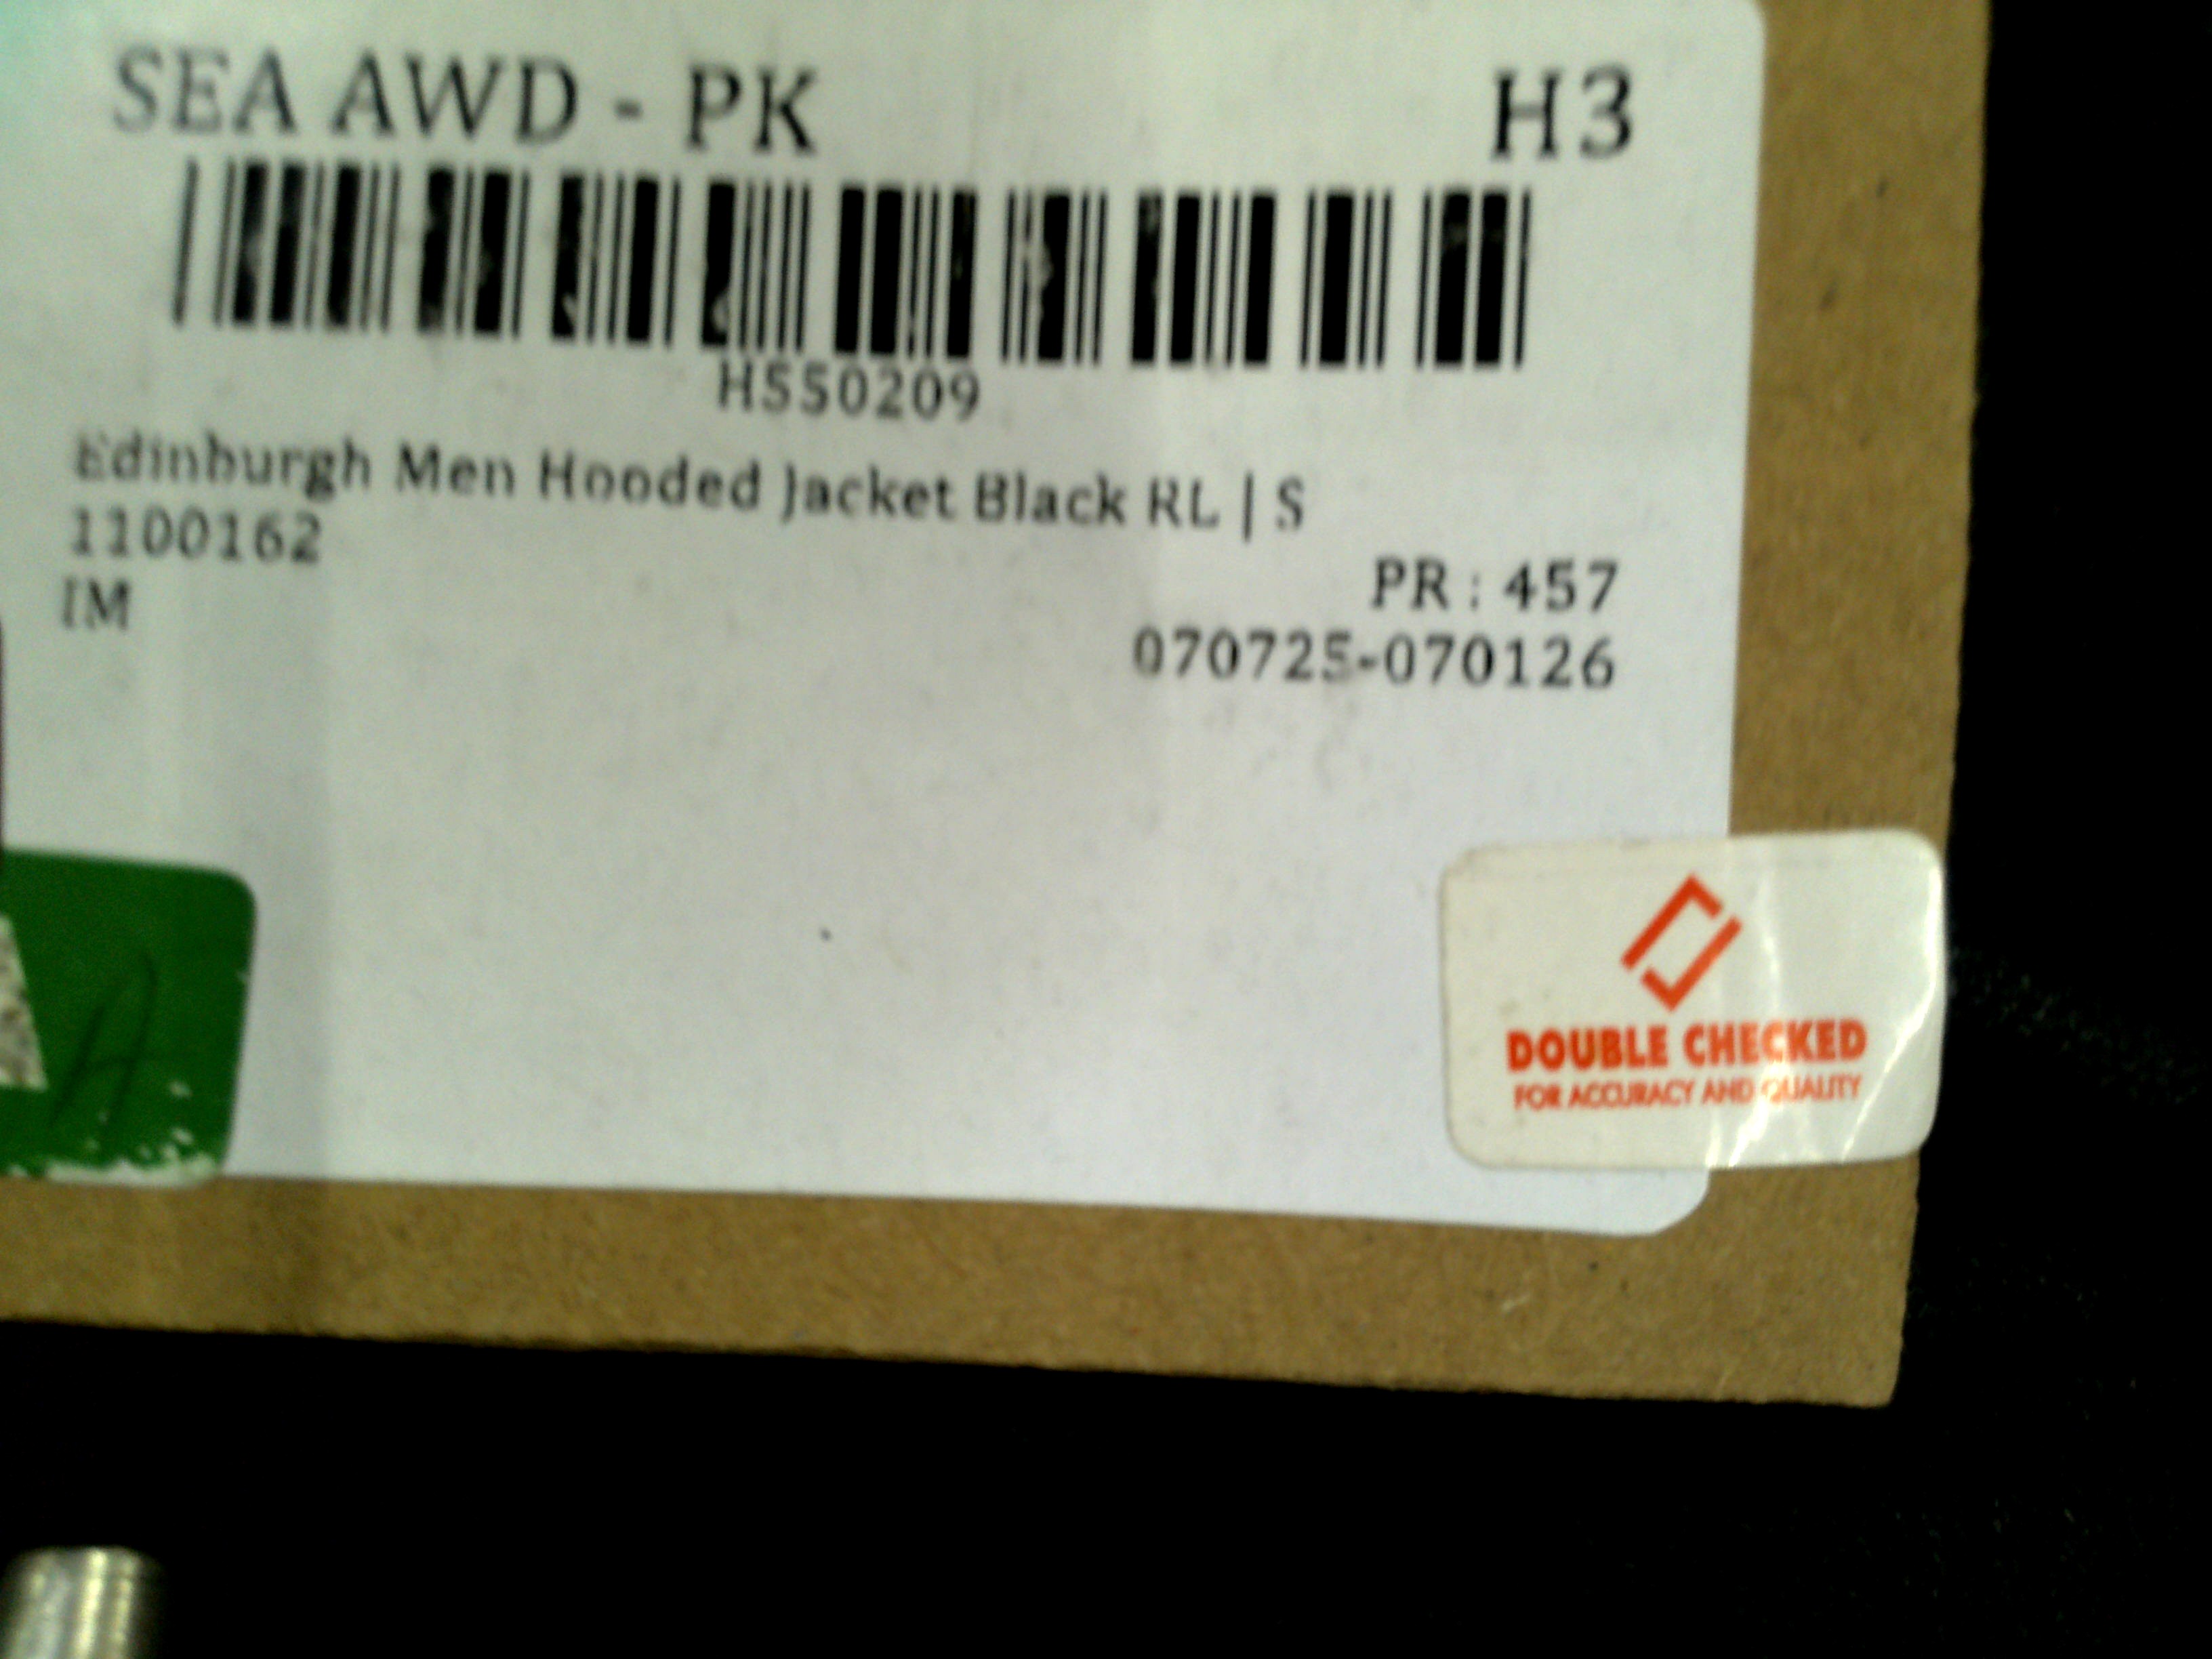 SEA AWD - PK H3
H550209
Edinburgh Men Hooded Jacket Black RL | S
1100162
PR : 457
IM
070725-070126
DOUBLE CHECKED
FOR ACCURACY AND QUALITY